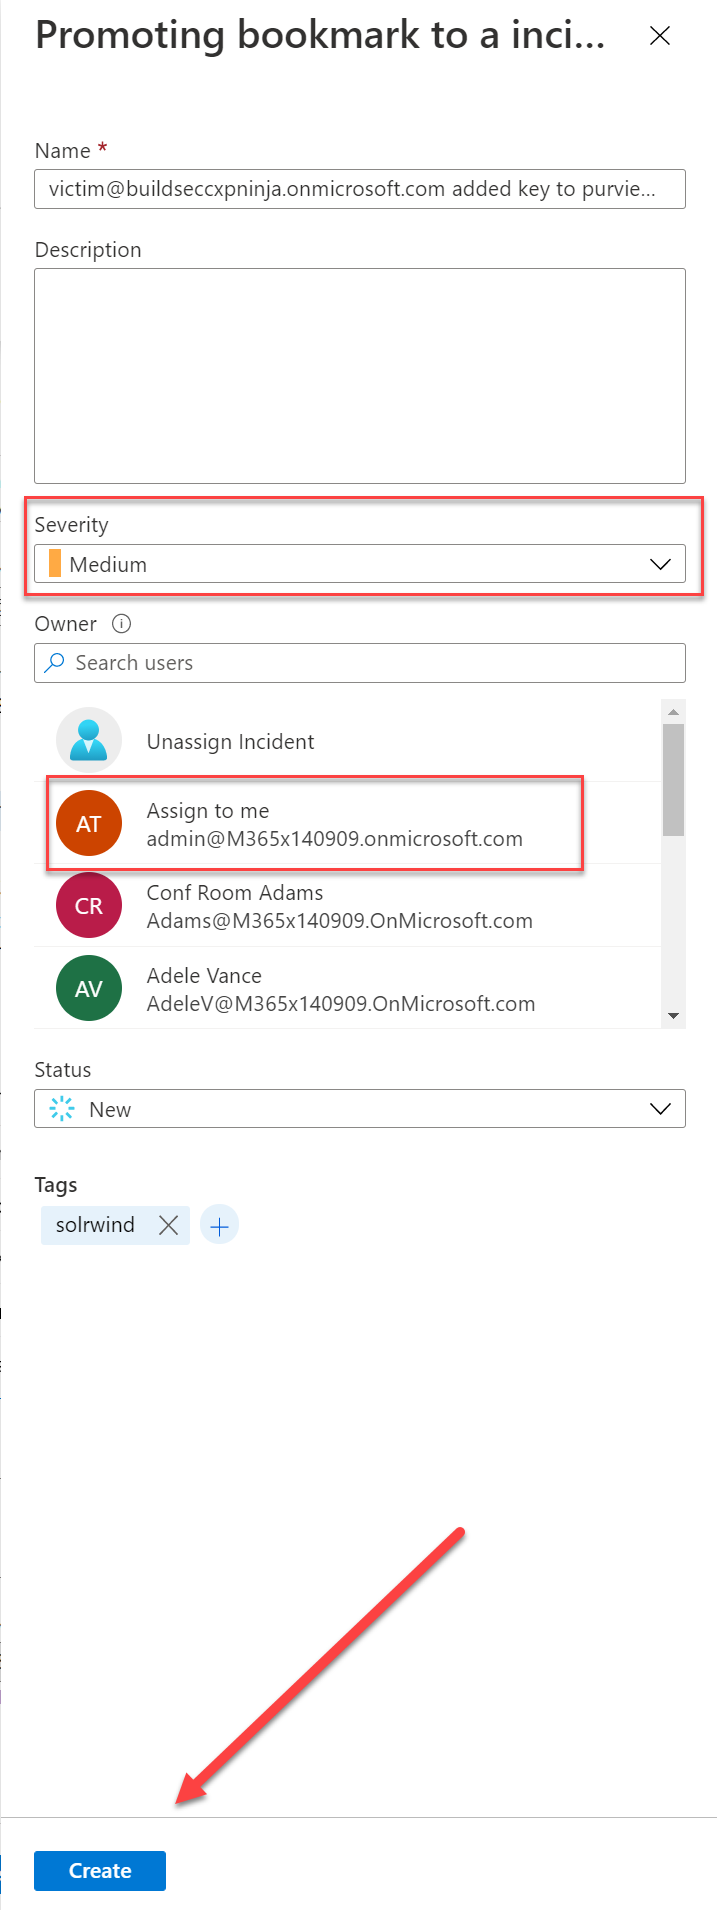 Promoting bookmark to a inci...
Name *
victim@buildseccxpninja.onmicrosoft.com added key to purvie...
Description
Severity
Medium
Owner
Search users
Unassign Incident
AT
Assign to me
admin@M365x140909.onmicrosoft.com
CR
Conf Room Adams
Adams@M365x140909.OnMicrosoft.com
AV
Adele Vance
AdeleV@M365x140909.OnMicrosoft.com
Status
New
Tags
solrwind
Create